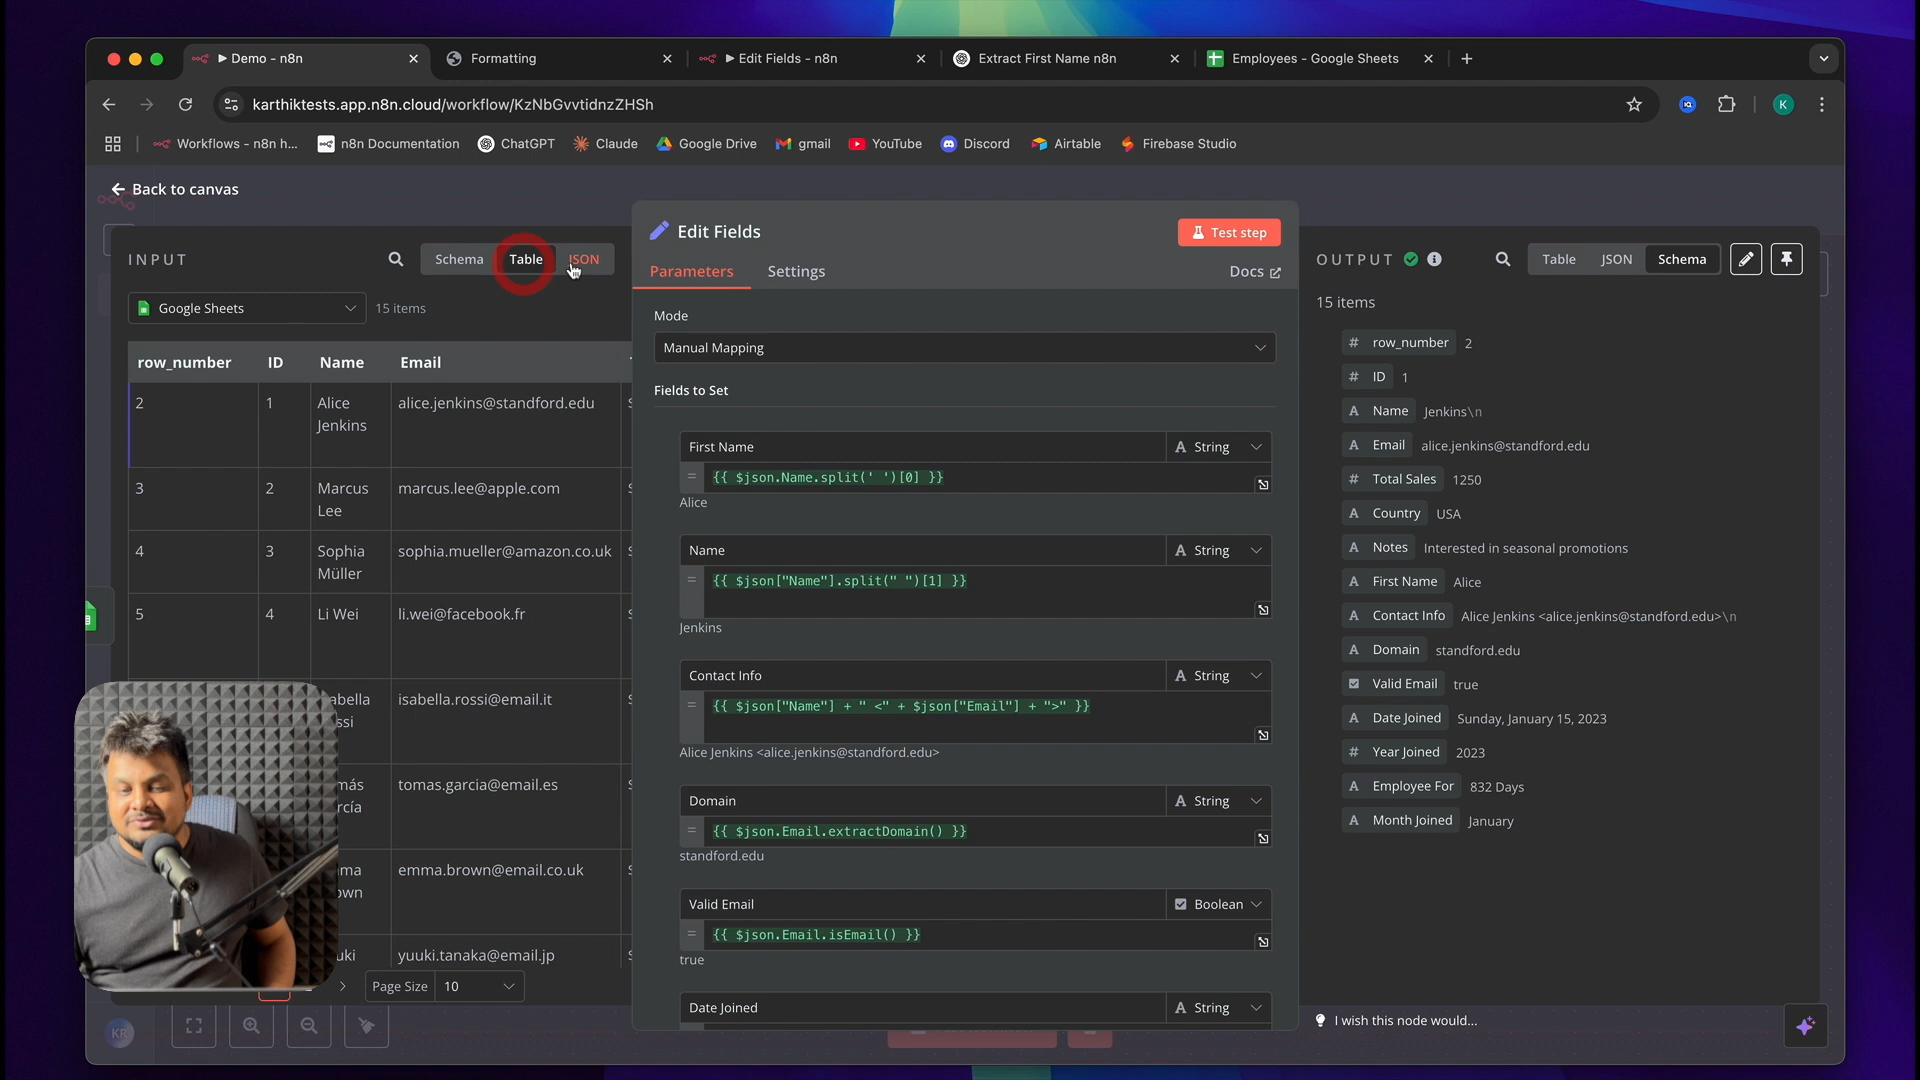 Demo - n8n
Formatting
Edit Fields - n8n
Extract First Name n8n
Employees - Google Sheets
karthiktests.app.n8n.cloud/workflow/KzNbGvvtidnzZHSh
K
Workflows - n8n h...
n8n Documentation
ChatGPT
Claude
Google Drive
gmail
YouTube
Discord
Airtable
Firebase Studio
Back to canvas
INPUT
Schema
Table
JSON
Google Sheets
15 items
row_number ID Name Email
2 1 Alice Jenkins alice.jenkins@standford.edu
3 2 Marcus Lee marcus.lee@apple.com
4 3 Sophia Müller sophia.mueller@amazon.co.uk
5 4 Li Wei li.wei@facebook.fr
isabella.rossi@email.it
tomas.garcia@email.es
emma.brown@email.co.uk
yuuki.tanaka@email.jp
Page Size 10
KR
Edit Fields
Test step
Parameters
Settings
Docs
Mode
Manual Mapping
Fields to Set
First Name
A String
= {{ $json.Name.split(' ')[0] }}
Alice
Name
A String
= {{ $json["Name"].split(" ")[1] }}
Jenkins
Contact Info
A String
= {{ $json["Name"] + " <" + $json["Email"] + ">" }}
Alice Jenkins <alice.jenkins@standford.edu>
Domain
A String
= {{ $json.Email.extractDomain() }}
standford.edu
Valid Email
Boolean
= {{ $json.Email.isEmail() }}
true
Date Joined
A String
OUTPUT
Table
JSON
Schema
15 items
# row_number 2
# ID 1
A Name Jenkins\n
A Email alice.jenkins@standford.edu
# Total Sales 1250
A Country USA
A Notes Interested in seasonal promotions
A First Name Alice
A Contact Info Alice Jenkins <alice.jenkins@standford.edu>\n
A Domain standford.edu
Valid Email true
A Date Joined Sunday, January 15, 2023
# Year Joined 2023
A Employee For 832 Days
A Month Joined January
I wish this node would...